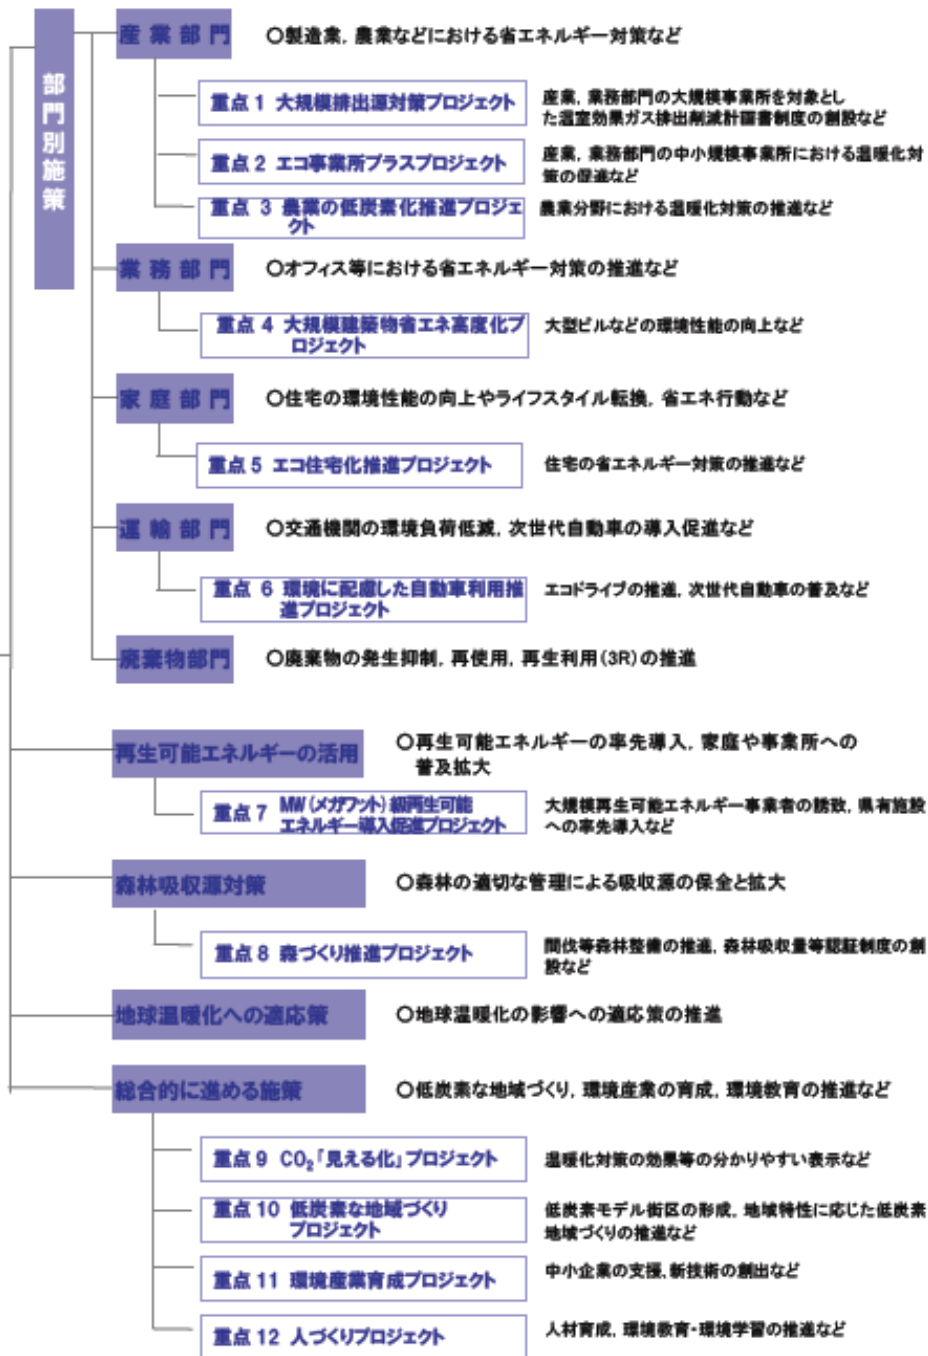 部門別施策
産業部門
○製造業，農業などにおける省エネルギー対策など
重点1 大規模排出源対策プロジェクト
産業，業務部門の大規模事業所を対象とし
た温室効果ガス排出削減計画書制度の創設など
重点2 エコ事業所プラスプロジェクト
産業，業務部門の中小規模事業所における温暖化対
策の促進など
重点 3 農業の低炭素化推進プロジェ
クト
農業分野における温暖化対策の推進など
業務部門
○オフィス等における省エネルギー対策の推進など
重点 4 大規模建築物省エネ高度化プ
ロジェクト
大型ビルなどの環境性能の向上など
家庭部門
○住宅の環境性能の向上やライフスタイル転換，省エネ行動など
重点5 エコ住宅化推進プロジェクト
住宅の省エネルギー対策の推進など
運輸部門
○交通機関の環境負荷低減，次世代自動車の導入促進など
重点 6 環境に配慮した自動車利用推
進プロジェクト
エコドライブの推進，次世代自動車の普及など
廃棄物部門
○廃棄物の発生抑制，再使用，再生利用(3R)の推進
再生可能エネルギーの活用
○再生可能エネルギーの率先導入，家庭や事業所への
普及拡大
重点7 MW(メガワット)級再生可能
エネルギー導入促進プロジェクト
大規模再生可能エネルギー事業者の誘致，県有施設
への率先導入など
森林吸収源対策
○森林の適切な管理による吸収源の保全と拡大
重点8 森づくり推進プロジェクト
間伐等森林整備の推進，森林吸収量等認証制度の創
設など
地球温暖化への適応策
○地球温暖化の影響への適応策の推進
総合的に進める施策
○低炭素な地域づくり，環境産業の育成，環境教育の推進など
重点9 CO₂「見える化」プロジェクト
温暖化対策の効果等の分かりやすい表示など
重点10 低炭素な地域づくり
プロジェクト
低炭素モデル街区の形成，地域特性に応じた低炭素
地域づくりの推進など
重点11 環境産業育成プロジェクト
中小企業の支援，新技術の創出など
重点12 人づくりプロジェクト
人材育成，環境教育・環境学習の推進など